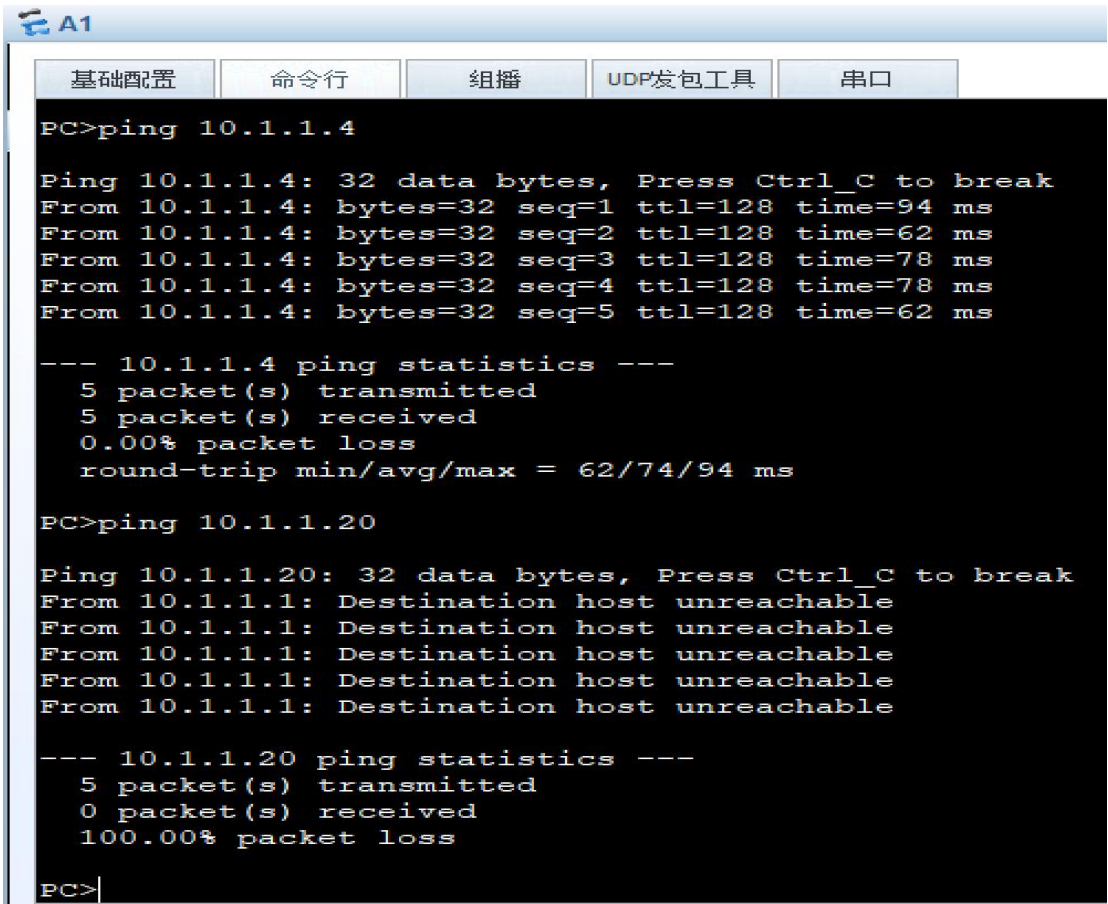 A1
基础配置 命令行 组播 UDP发包工具 串口
PC>ping 10.1.1.4
Ping 10.1.1.4: 32 data bytes, Press Ctrl_C to break
From 10.1.1.4: bytes=32 seq=1 ttl=128 time=94 ms
From 10.1.1.4: bytes=32 seq=2 ttl=128 time=62 ms
From 10.1.1.4: bytes=32 seq=3 ttl=128 time=78 ms
From 10.1.1.4: bytes=32 seq=4 ttl=128 time=78 ms
From 10.1.1.4: bytes=32 seq=5 ttl=128 time=62 ms
--- 10.1.1.4 ping statistics ---
5 packet(s) transmitted
5 packet(s) received
0.00% packet loss
round-trip min/avg/max = 62/74/94 ms
PC>ping 10.1.1.20
Ping 10.1.1.20: 32 data bytes, Press Ctrl_C to break
From 10.1.1.1: Destination host unreachable
From 10.1.1.1: Destination host unreachable
From 10.1.1.1: Destination host unreachable
From 10.1.1.1: Destination host unreachable
From 10.1.1.1: Destination host unreachable
--- 10.1.1.20 ping statistics ---
5 packet(s) transmitted
0 packet(s) received
100.00% packet loss
PC>